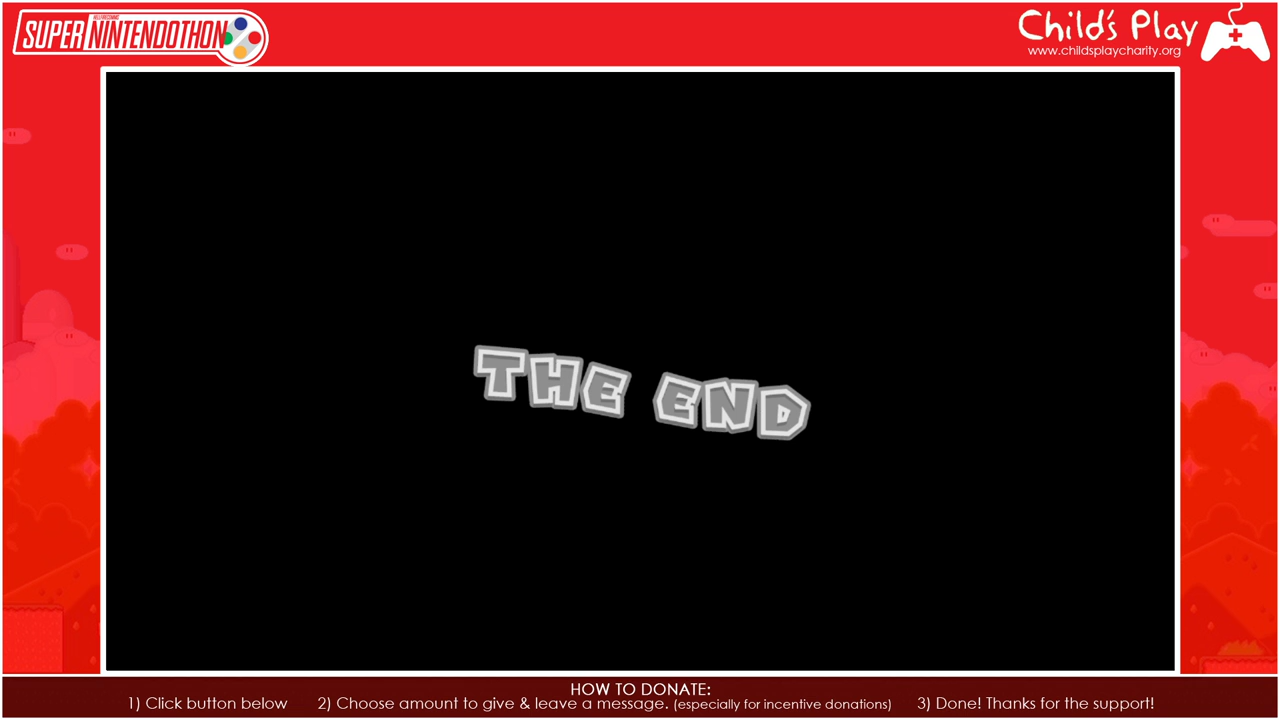 SUPER NINTENDOTHON
Child's Play
www.childsplaycharity.org
THE END
HOW TO DONATE:
1) Click button below 2) Choose amount to give & leave a message. (especially for incentive donations) 3) Done! Thanks for the support!